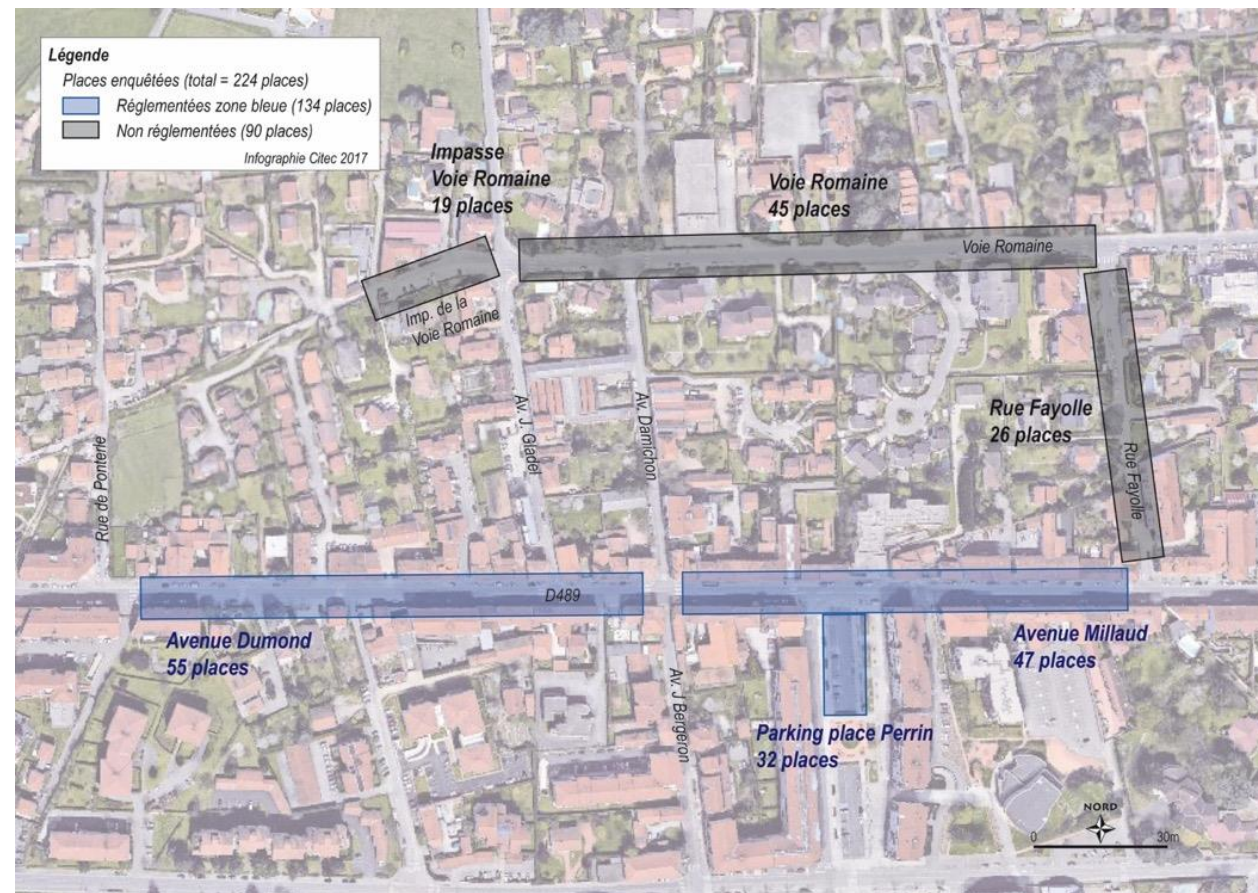 Légende
Places enquêtées (total = 224 places)
Réglementées zone bleue (134 places)
Non réglementées (90 places)
Infographie Citec 2017
Impasse
Voie Romaine
19 places
Voie Romaine
45 places
Voie Romaine
Imp. de la
Voie Romaine
Rue Fayolle
26 places
Rue Fayolle
Rue de Ponterle
Av. J. Gladel
Av. Damichon
D489
Avenue Dumond
55 places
Avenue Millaud
47 places
Av. J Bergeron
Parking place Perrin
32 places
NORD
0 30m